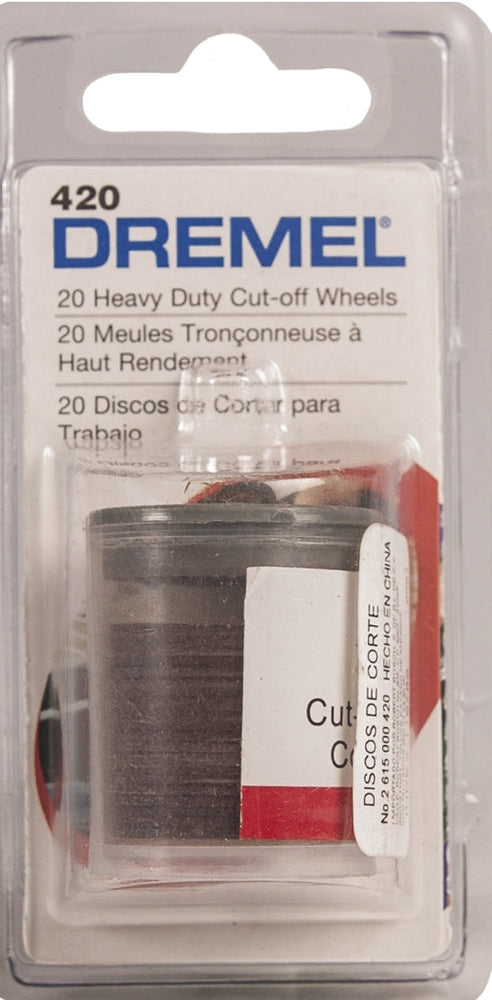 420
DREMEL®
20 Heavy Duty Cut-off Wheels
20 Meules Tronçonneuse à
Haut Rendement
20 Discos de Cortar para
Trabajo
Cut-
DISCOS DE CORTE
No.2 615 000 420 HECHO EN CHINA